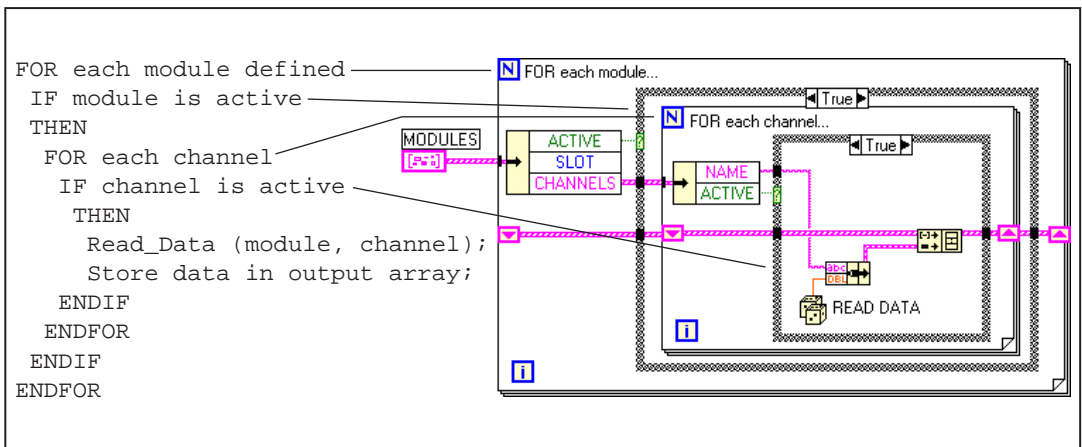 FOR each module defined
IF module is active
THEN
FOR each channel
IF channel is active
THEN
Read_Data (module, channel);
Store data in output array;
ENDIF
ENDFOR
ENDIF
ENDFOR
N FOR each module...
True
N FOR each channel...
True
MODULES
ACTIVE
SLOT
CHANNELS
?
NAME
ACTIVE
?
abc
DBL
READ DATA
i
i